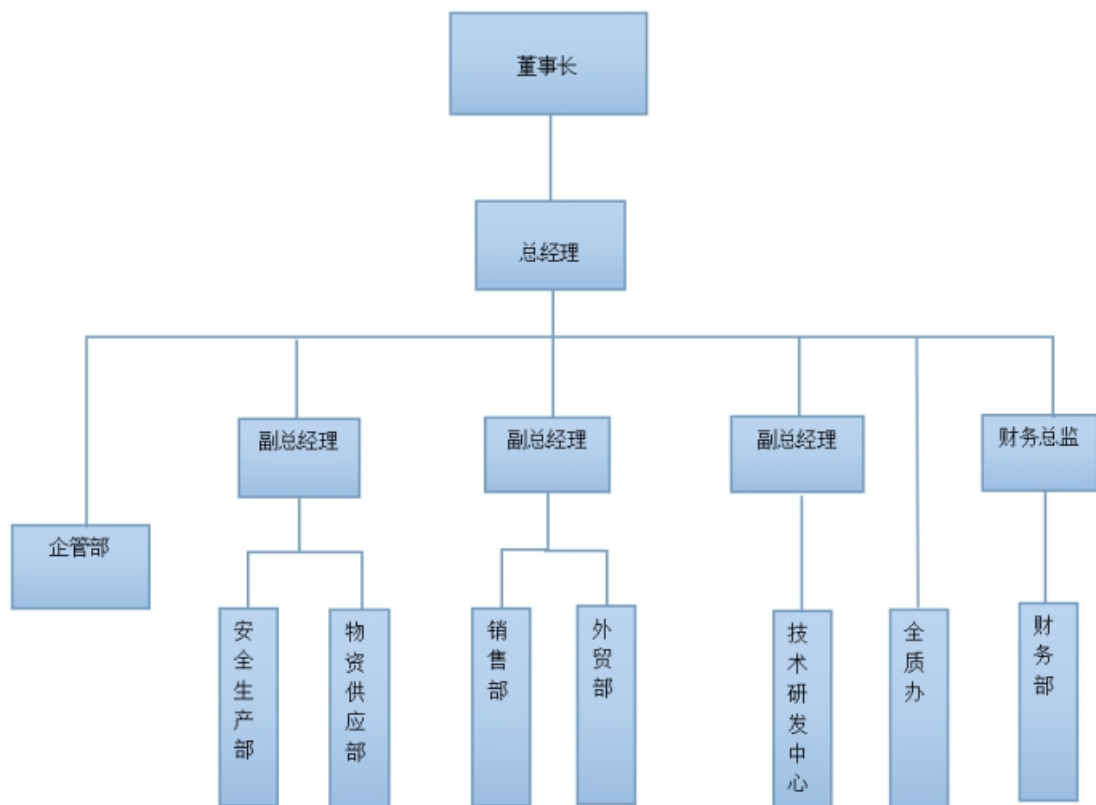 董事长
总经理
副总经理
副总经理
副总经理
财务总监
企管部
安全生产部
物资供应部
销售部
外贸部
技术研发中心
全质办
财务部